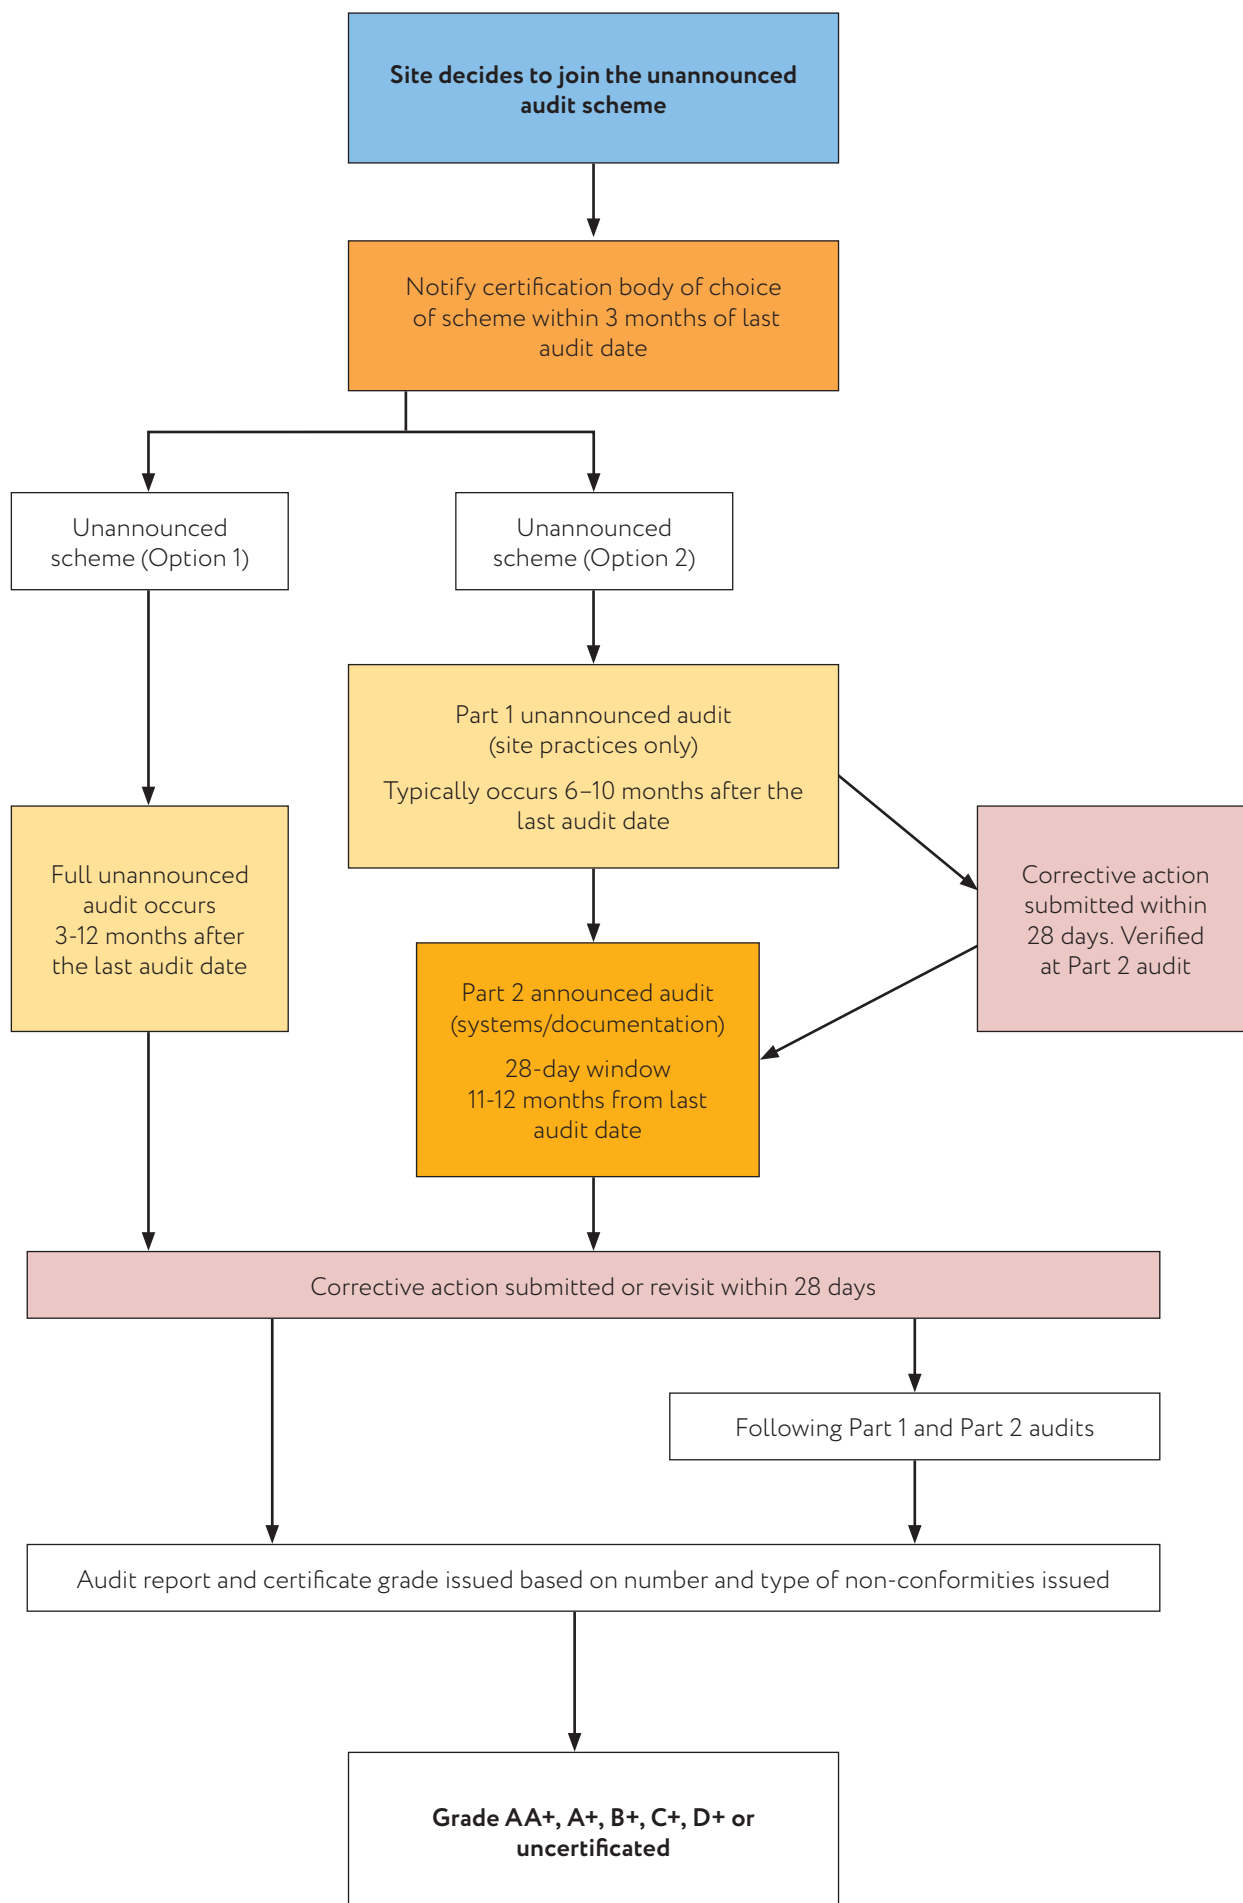 Site decides to join the unannounced
audit scheme
Notify certification body of choice
of scheme within 3 months of last
audit date
Unannounced
scheme (Option 1)
Unannounced
scheme (Option 2)
Part 1 unannounced audit
(site practices only)
Typically occurs 6–10 months after the
last audit date
Full unannounced
audit occurs
3-12 months after
the last audit date
Corrective action
submitted within
28 days. Verified
at Part 2 audit
Part 2 announced audit
(systems/documentation)
28-day window
11-12 months from last
audit date
Corrective action submitted or revisit within 28 days
Following Part 1 and Part 2 audits
Audit report and certificate grade issued based on number and type of non-conformities issued
Grade AA+, A+, B+, C+, D+ or
uncertificated